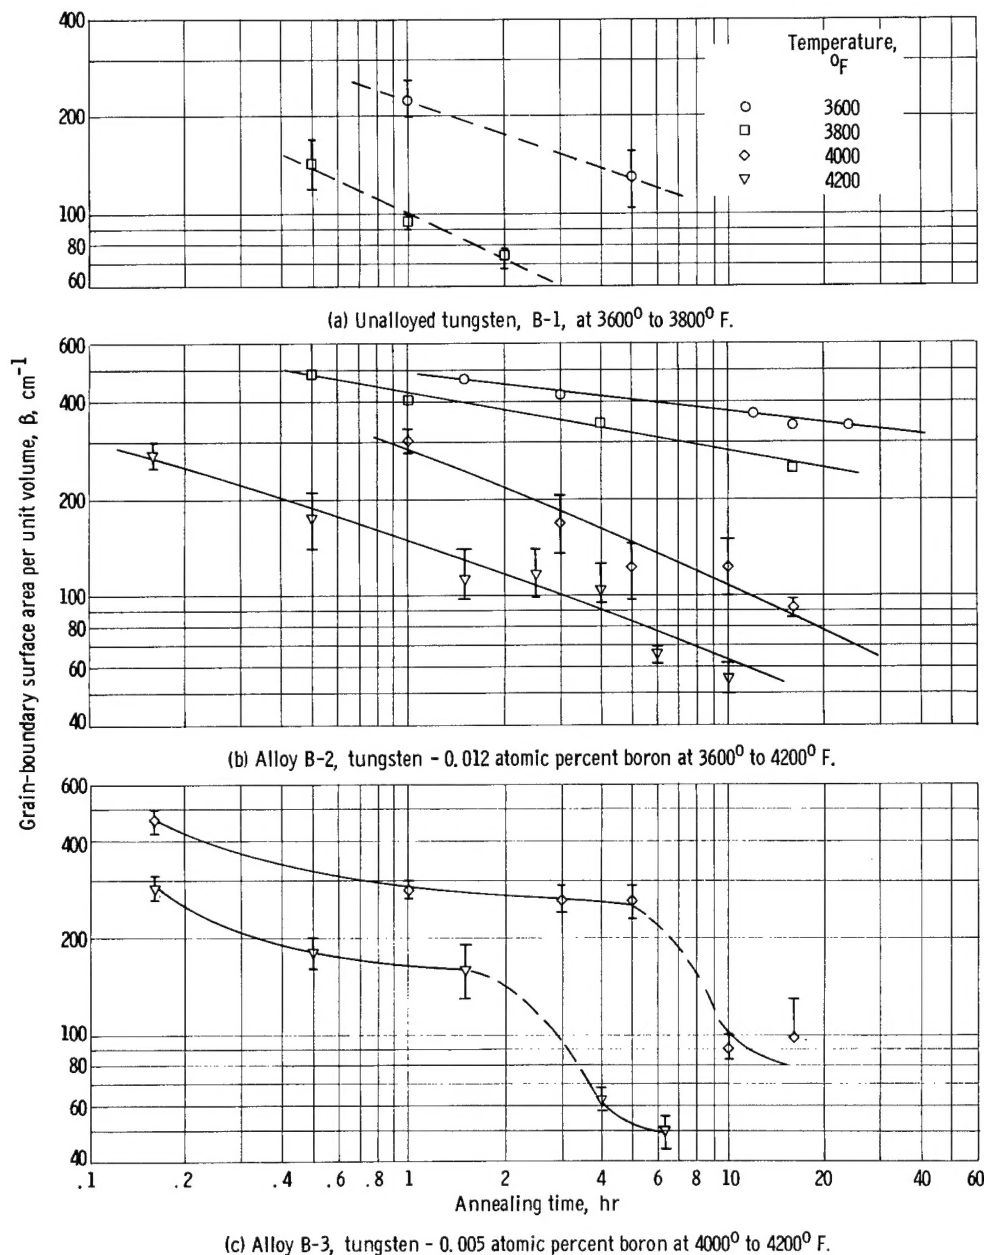 400
200
100
80
60
Temperature,
°F
3600
3800
4000
4200
(a) Unalloyed tungsten, B-1, at 3600° to 3800° F.
Grain-boundary surface area per unit volume, β, cm⁻¹
600
400
200
100
80
60
40
(b) Alloy B-2, tungsten - 0.012 atomic percent boron at 3600° to 4200° F.
600
400
200
100
80
60
40
.1 .2 .4 .6 .8 1 2 4 6 8 10 20 40 60
Annealing time, hr
(c) Alloy B-3, tungsten - 0.005 atomic percent boron at 4000° to 4200° F.